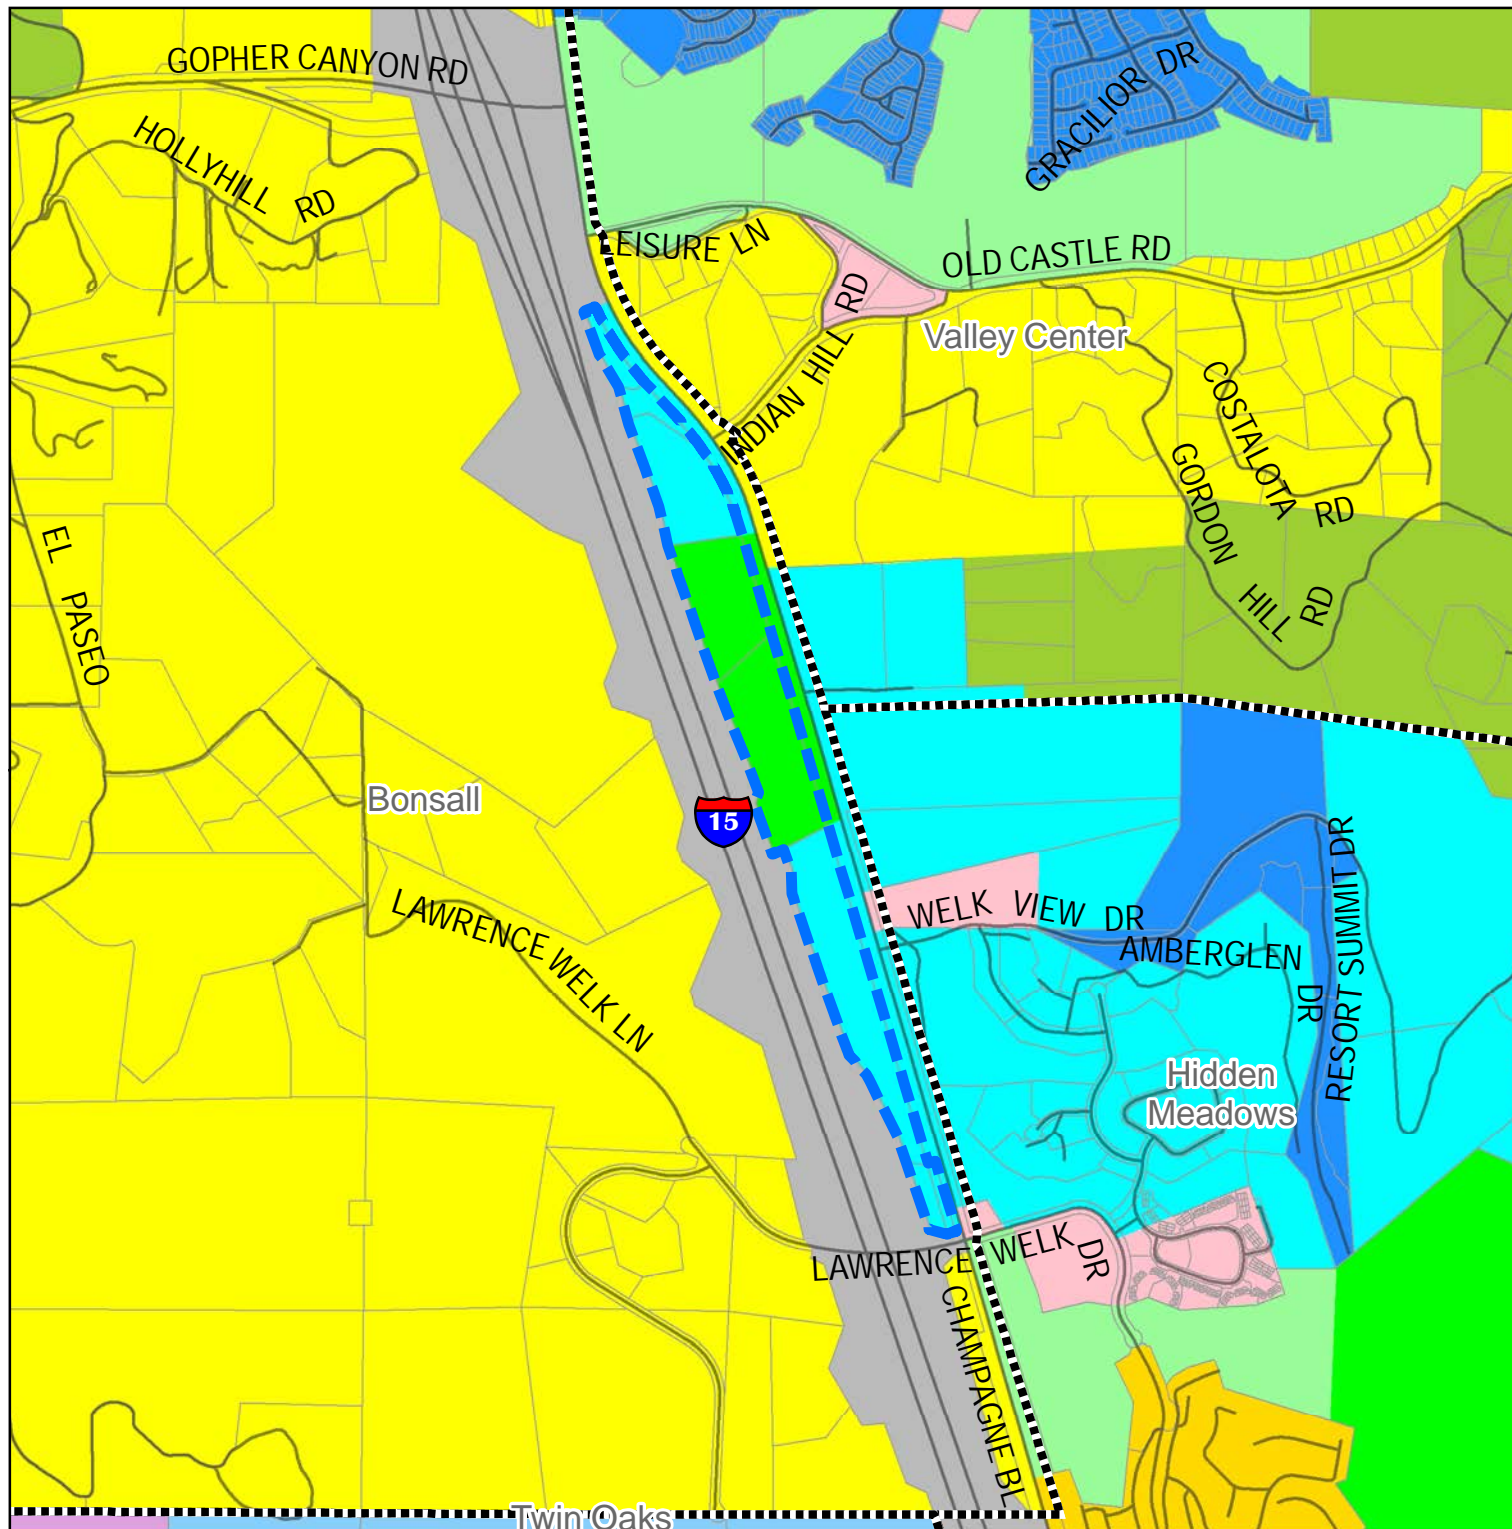 GOPHER CANYON RD
HOLLYHILL RD
GRACILIOR DR
LEISURE LN
OLD CASTLE RD
RD
INDIAN HILL
Valley Center
COSTALOTA RD
GORDON HILL RD
EL PASEO
Bonsall
15
LAWRENCE WELK LN
WELK VIEW DR
AMBERGLEN DR
RESORT SUMMIT DR
Hidden
Meadows
LAWRENCE WELK DR
CHAMPAGNE BL
Twin Oaks